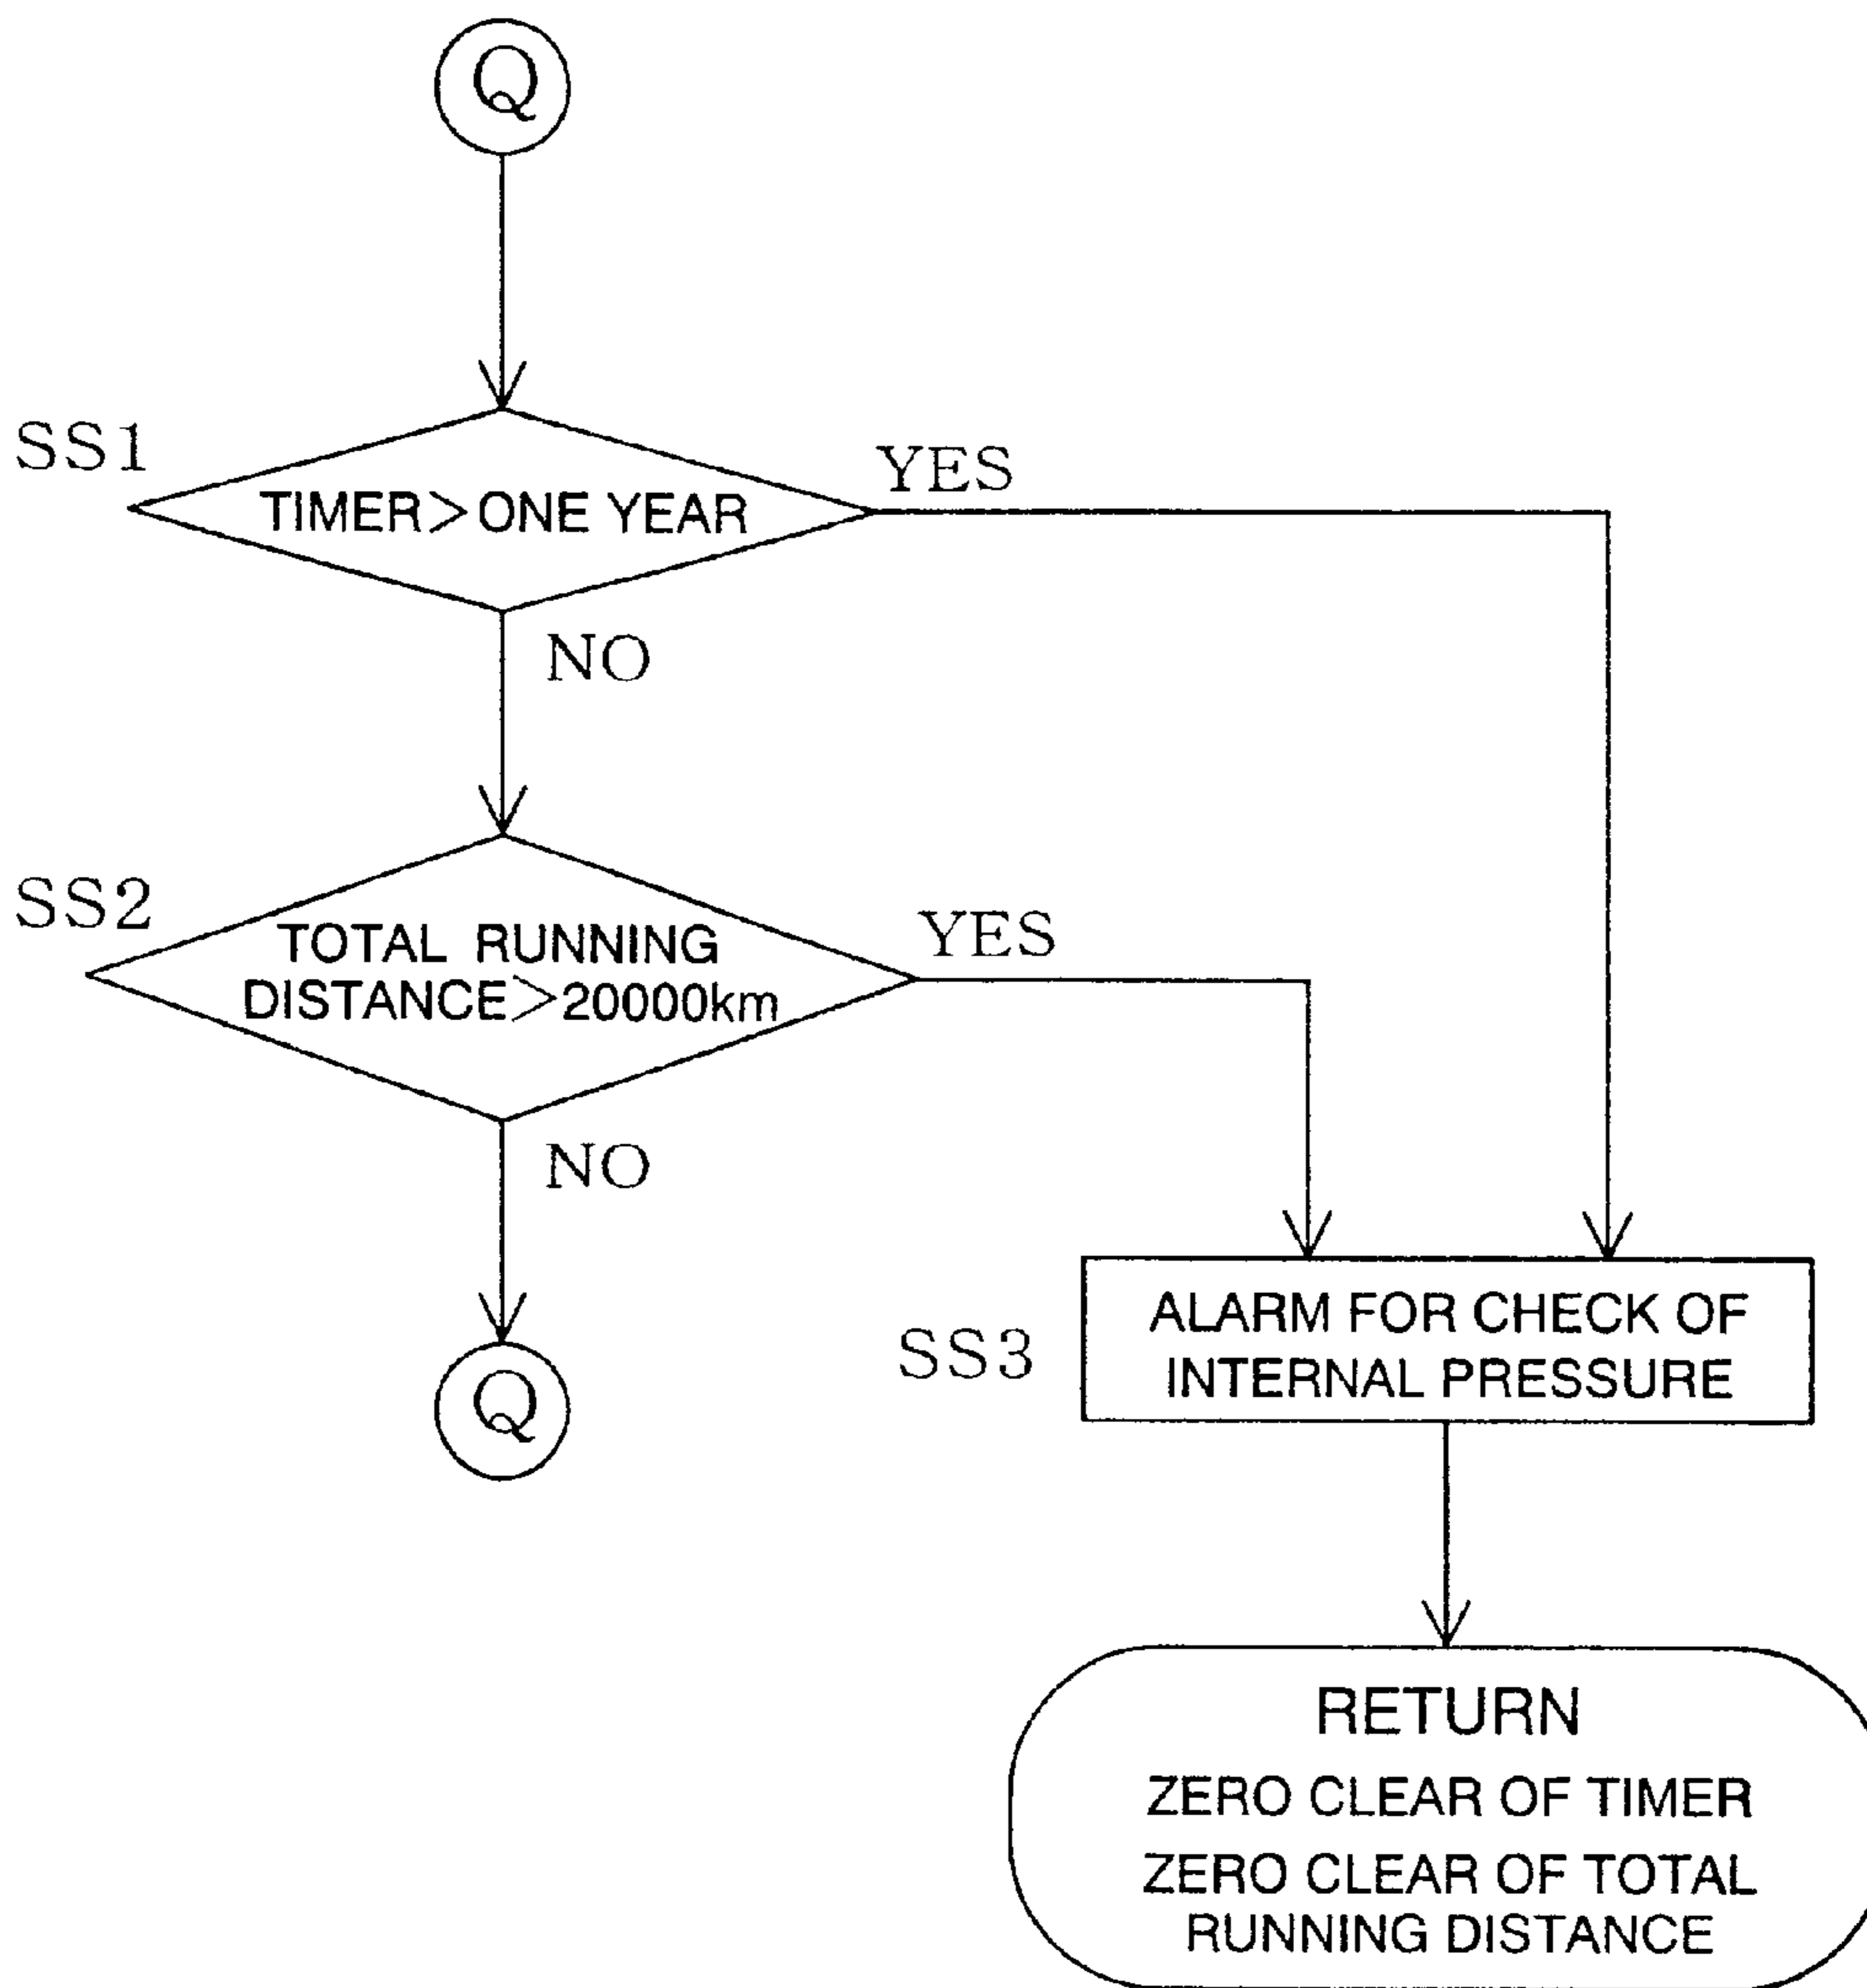 Q
SS1
TIMER>ONE YEAR
YES
NO
SS2
TOTAL RUNNING
DISTANCE>20000km
YES
NO
Q
SS3
ALARM FOR CHECK OF
INTERNAL PRESSURE
RETURN
ZERO CLEAR OF TIMER
ZERO CLEAR OF TOTAL
RUNNING DISTANCE